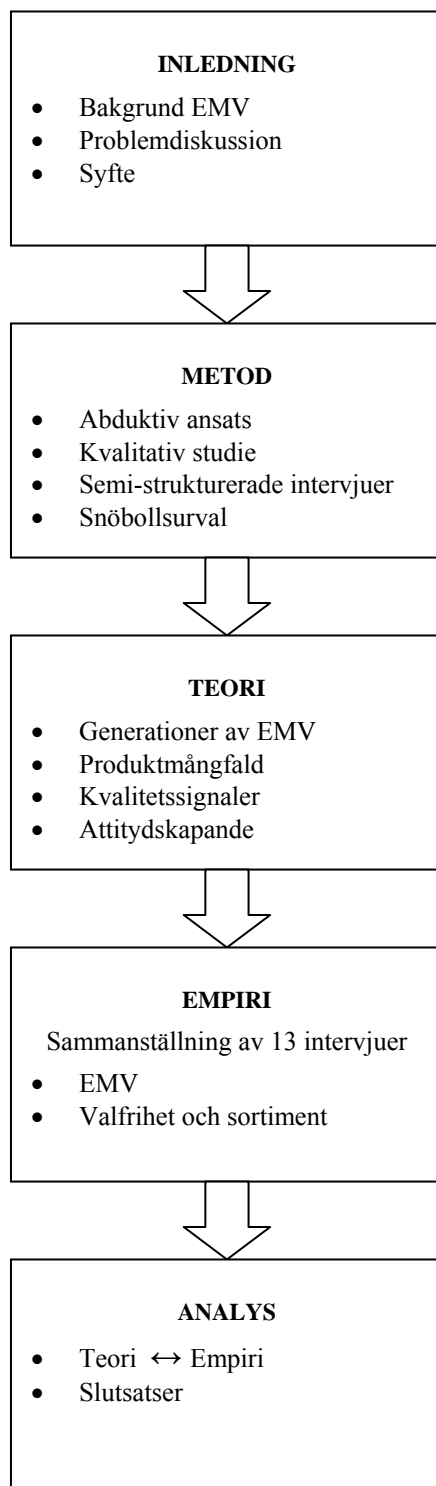 INLEDNING
• Bakgrund EMV
• Problemdiskussion
• Syfte
METOD
• Abduktiv ansats
• Kvalitativ studie
• Semi-strukturerade intervjuer
• Snöbollsurval
TEORI
• Generationer av EMV
• Produktmångfald
• Kvalitetssignaler
• Attitydskapande
EMPIRI
Sammanställning av 13 intervjuer
• EMV
• Valfrihet och sortiment
ANALYS
• Teori ↔ Empiri
• Slutsatser